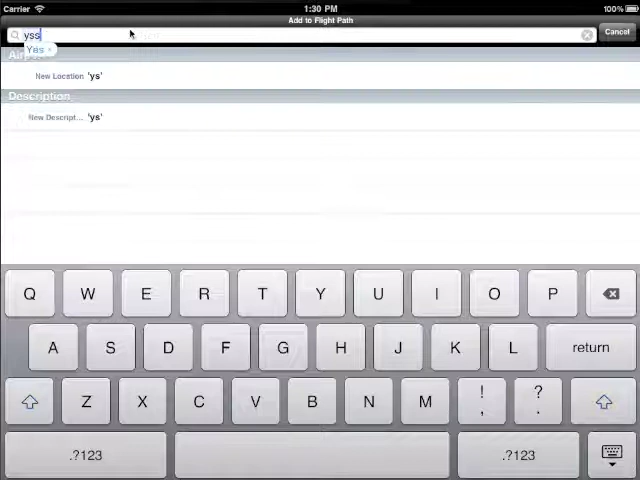 Carrier 1:30 PM 100%
Add to Flight Path
yss Cancel
Yes ×
Airport
New Location 'ys'
Description
New Descript... 'ys'
Q W E R T Y U I O P
A S D F G H J K L return
Z X C V B N M ! , ? .
.?123 .?123